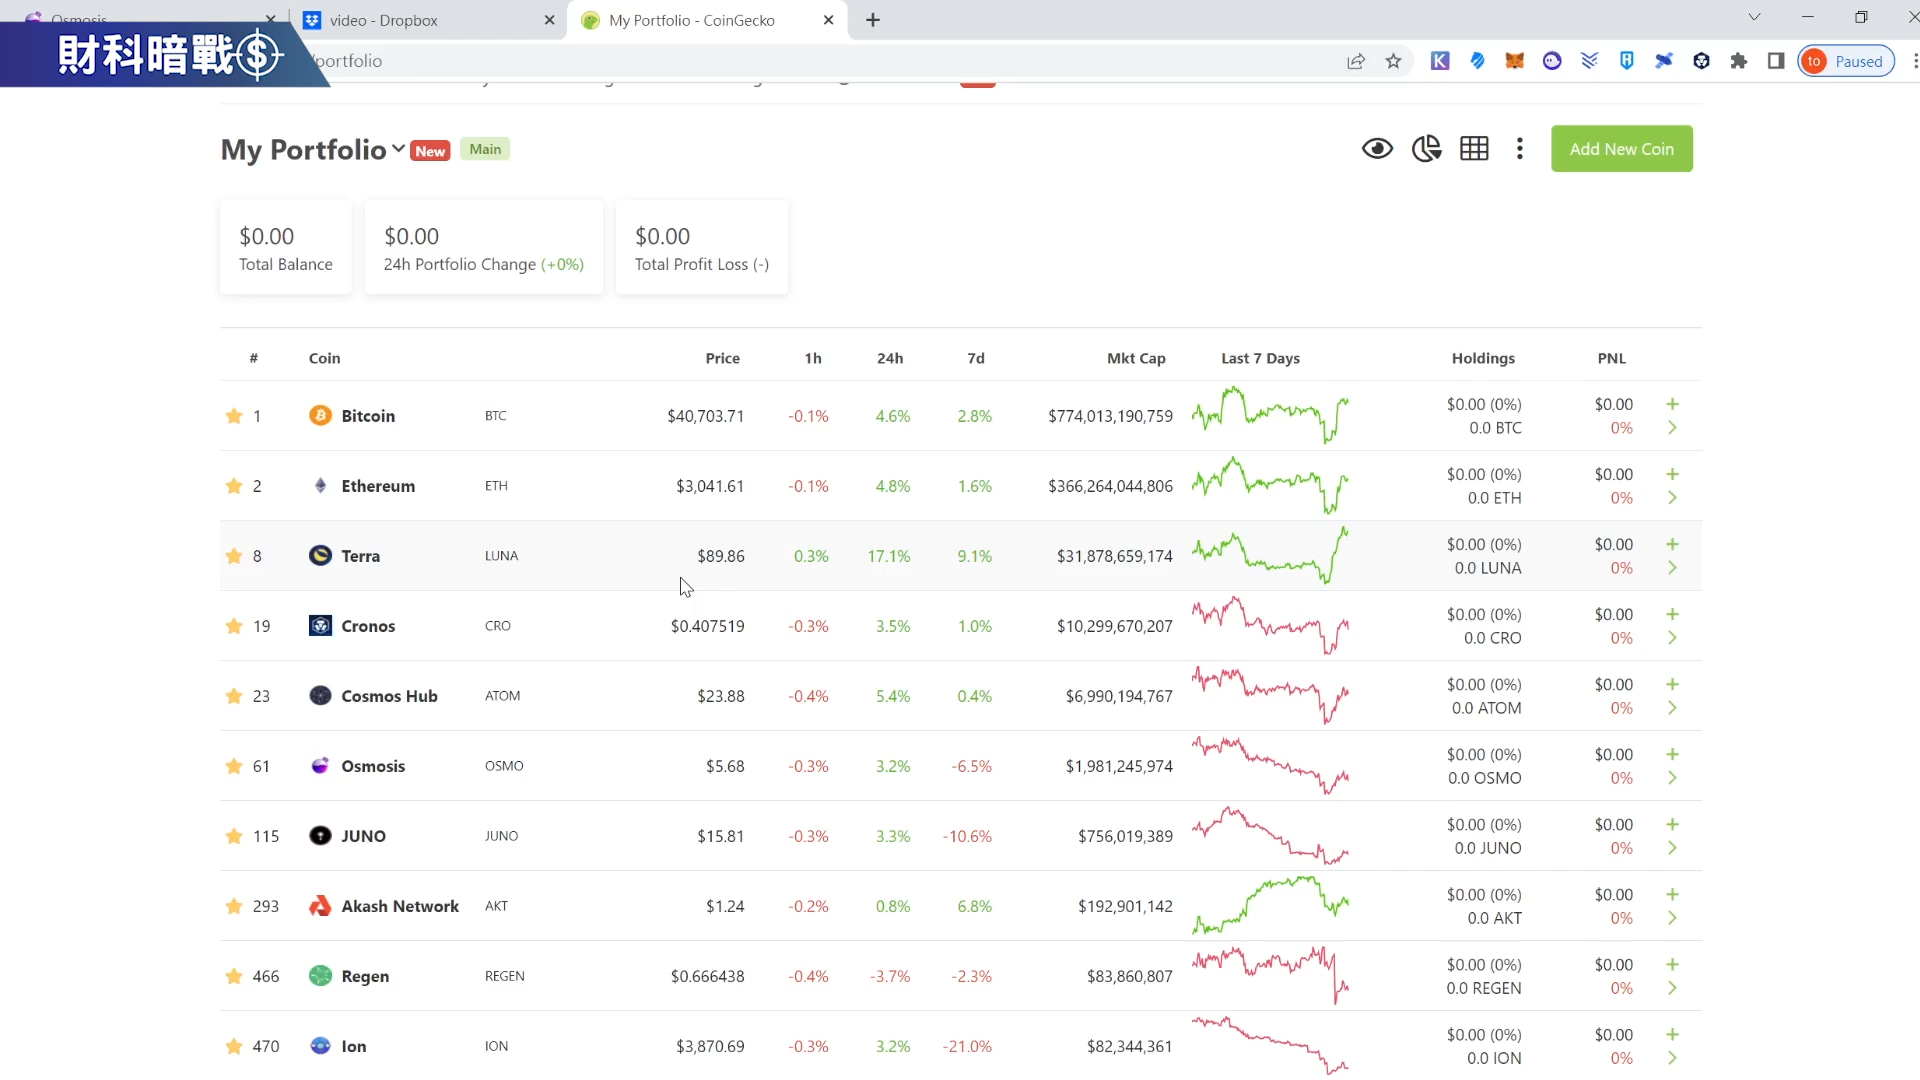 Osmosis
video - Dropbox
My Portfolio - CoinGecko
財科暗戰
portfolio
Paused
to
My Portfolio New Main
Add New Coin
$0.00
Total Balance
$0.00
24h Portfolio Change (+0%)
$0.00
Total Profit Loss (-)
# Coin Price 1h 24h 7d Mkt Cap Last 7 Days Holdings PNL
1 Bitcoin BTC $40,703.71 -0.1% 4.6% 2.8% $774,013,190,759 $0.00 (0%) $0.00 +
0.0 BTC 0%
2 Ethereum ETH $3,041.61 -0.1% 4.8% 1.6% $366,264,044,806 $0.00 (0%) $0.00 +
0.0 ETH 0%
8 Terra LUNA $89.86 0.3% 17.1% 9.1% $31,878,659,174 $0.00 (0%) $0.00 +
0.0 LUNA 0%
19 Cronos CRO $0.407519 -0.3% 3.5% 1.0% $10,299,670,207 $0.00 (0%) $0.00 +
0.0 CRO 0%
23 Cosmos Hub ATOM $23.88 -0.4% 5.4% 0.4% $6,990,194,767 $0.00 (0%) $0.00 +
0.0 ATOM 0%
61 Osmosis OSMO $5.68 -0.3% 3.2% -6.5% $1,981,245,974 $0.00 (0%) $0.00 +
0.0 OSMO 0%
115 JUNO JUNO $15.81 -0.3% 3.3% -10.6% $756,019,389 $0.00 (0%) $0.00 +
0.0 JUNO 0%
293 Akash Network AKT $1.24 -0.2% 0.8% 6.8% $192,901,142 $0.00 (0%) $0.00 +
0.0 AKT 0%
466 Regen REGEN $0.666438 -0.4% -3.7% -2.3% $83,860,807 $0.00 (0%) $0.00 +
0.0 REGEN 0%
470 Ion ION $3,870.69 -0.3% 3.2% -21.0% $82,344,361 $0.00 (0%) $0.00 +
0.0 ION 0%